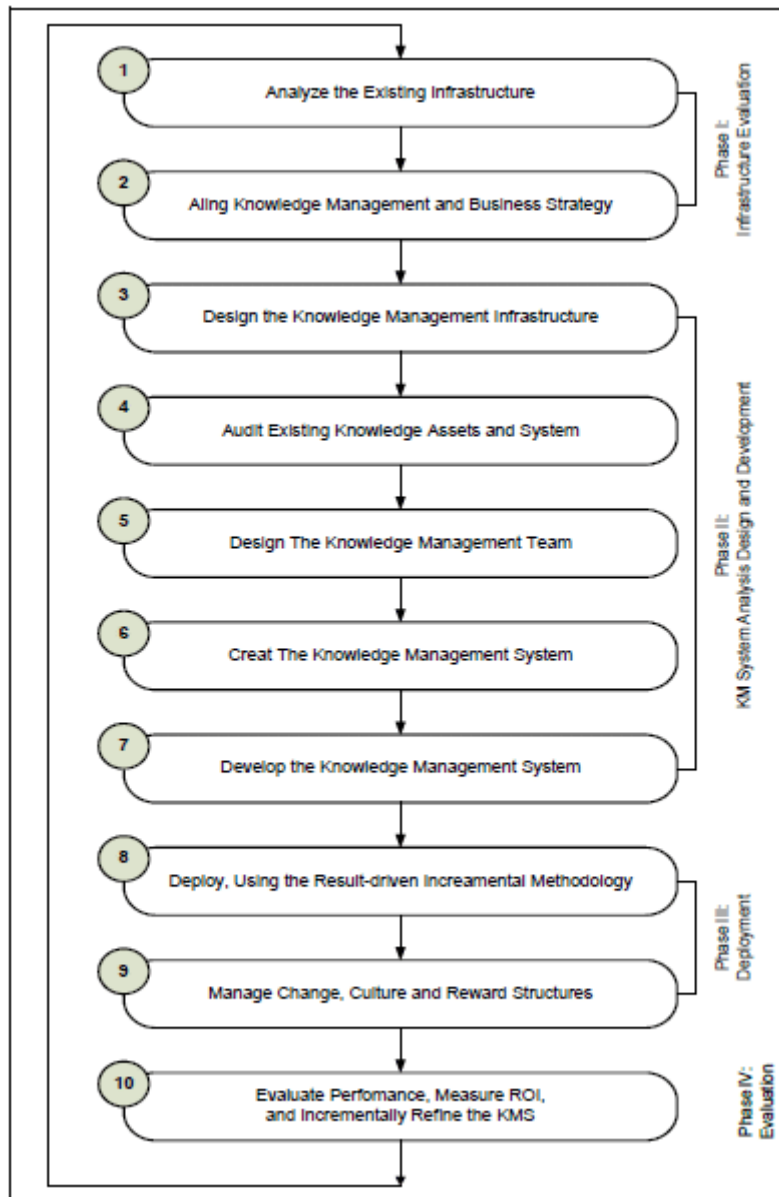 1
Analyze the Existing Infrastructure
2
Aling Knowledge Management and Business Strategy
Phase I:
Infrastructure Evaluation
3
Design the Knowledge Management Infrastructure
4
Audit Existing Knowledge Assets and System
5
Design The Knowledge Management Team
6
Creat The Knowledge Management System
7
Develop the Knowledge Management System
Phase II:
KM System Analysis Design and Development
8
Deploy, Using the Result-driven Increamental Methodology
9
Manage Change, Culture and Reward Structures
Phase III:
Deployment
10
Evaluate Perfomance, Measure ROI,
and Incrementally Refine the KMS
Phase IV:
Evaluation